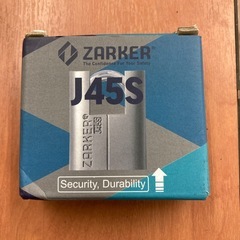 ZARKER®
The Confidence For Your Safety
J45S
ZARKER®
J45S
Security, Durability